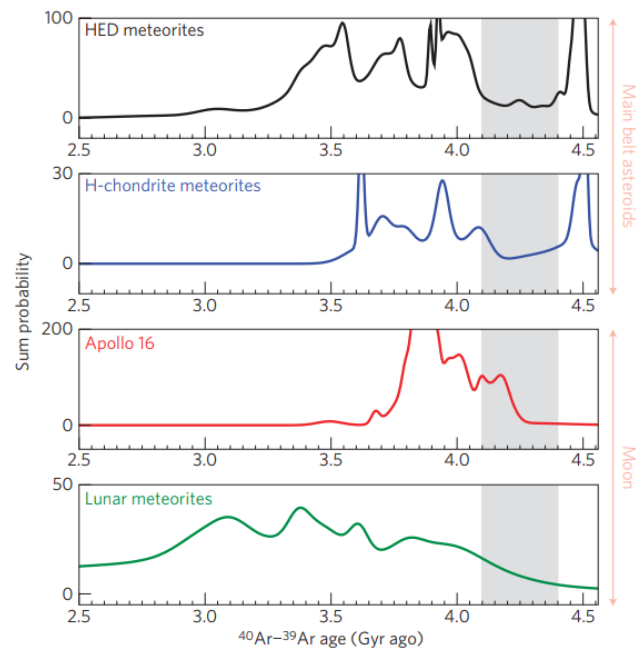 100
HED meteorites
0
2.5 3.0 3.5 4.0 4.5
30
H-chondrite meteorites
0
2.5 3.0 3.5 4.0 4.5
Main belt asteroids
Sum probability
200
Apollo 16
0
2.5 3.0 3.5 4.0 4.5
50
Lunar meteorites
0
2.5 3.0 3.5 4.0 4.5
Moon
⁴⁰Ar–³⁹Ar age (Gyr ago)